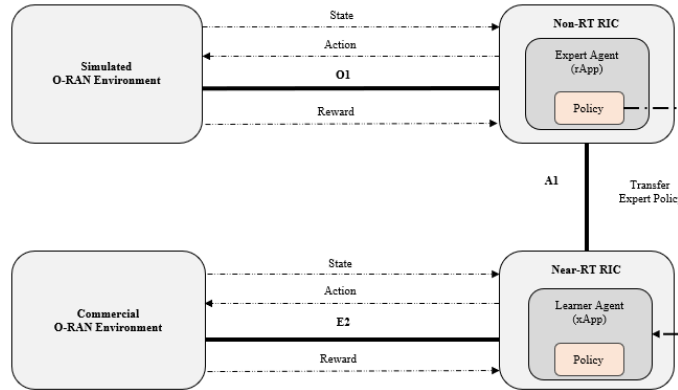 State
Non-RT RIC
Action
Expert Agent
(rApp)
Simulated
O-RAN Environment
O1
Policy
Reward
A1
Transfer
Expert Polic
State
Near-RT RIC
Action
Learner Agent
(xApp)
Commercial
O-RAN Environment
E2
Reward
Policy